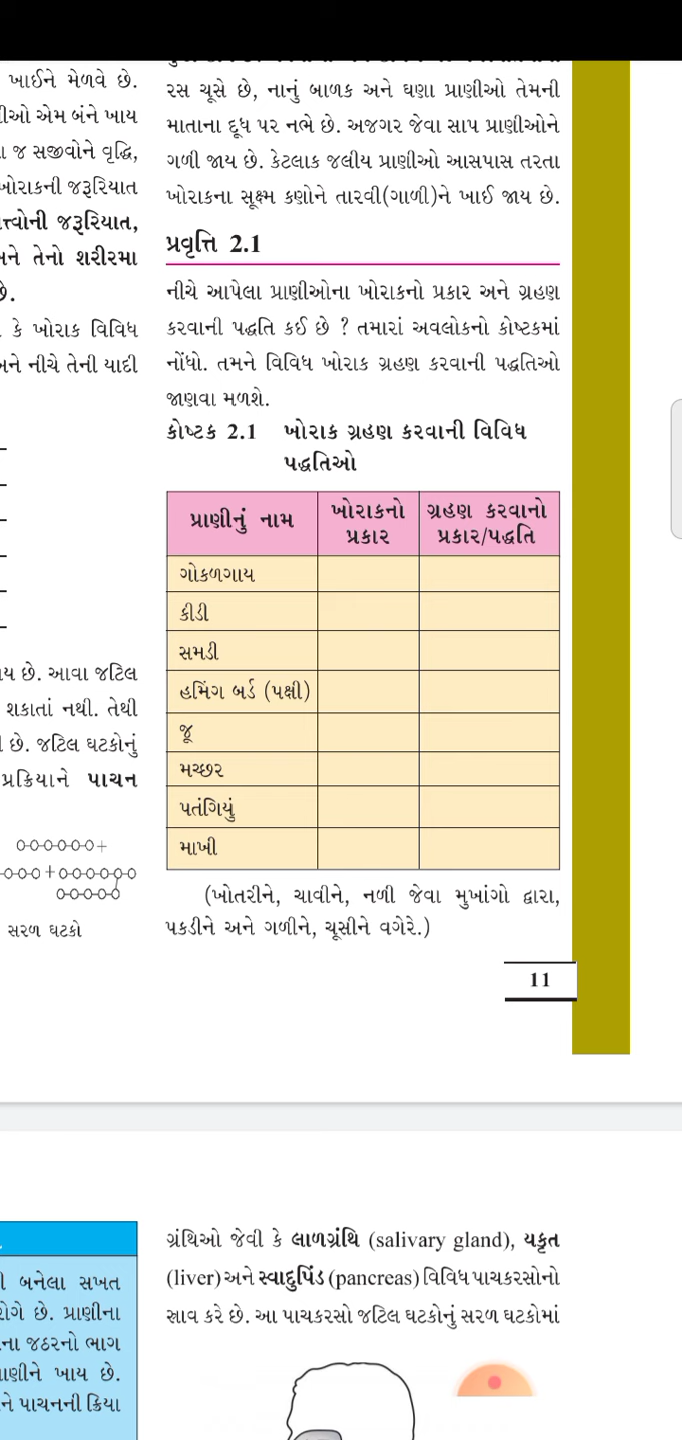 ખાઈને મેળવે છે.
એમ બંને ખાય
જ સજીવોને વૃદ્ધિ,
જરૂરિયાત
જરૂરિયાત,
તેનો શરીરમા
કે ખોરાક વિવિધ
નીચે તેની યાદી
છે. આવા જટિલ
શકાતાં નથી. તેથી
છે. જટિલ ઘટકોનું
પ્રક્રિયાને પાચન
સરળ ઘટકો
રસ ચૂસે છે, નાનું બાળક અને ઘણા પ્રાણીઓ તેમની
માતાના દૂધ પર નભે છે. અજગર જેવા સાપ પ્રાણીઓને
ગળી જાય છે. કેટલાક જલીય પ્રાણીઓ આસપાસ તરતા
ખોરાકના સૂક્ષ્મ કણોને તારવી(ગાળી)ને ખાઈ જાય છે.
પ્રવૃત્તિ 2.1
નીચે આપેલા પ્રાણીઓના ખોરાકનો પ્રકાર અને ગ્રહણ
કરવાની પદ્ધતિ કઈ છે ? તમારાં અવલોકનો કોષ્ટકમાં
નોંધો. તમને વિવિધ ખોરાક ગ્રહણ કરવાની પદ્ધતિઓ
જાણવા મળશે.
કોષ્ટક 2.1 ખોરાક ગ્રહણ કરવાની વિવિધ
પદ્ધતિઓ
પ્રાણીનું નામ ખોરાકનો પ્રકાર ગ્રહણ કરવાનો પ્રકાર/પદ્ધતિ
ગોકળગાય
કીડી
સમડી
હમિંગ બર્ડ (પક્ષી)
જૂ
મચ્છર
પતંગિયું
માખી
(ખોતરીને, ચાવીને, નળી જેવા મુખાંગો દ્વારા,
પકડીને અને ગળીને, ચૂસીને વગેરે.)
11
બનેલા સખત
છે. પ્રાણીના
જઠરનો ભાગ
ખાય છે.
પાચનની ક્રિયા
ગ્રંથિઓ જેવી કે લાળગ્રંથિ (salivary gland), યકૃત
(liver) અને સ્વાદુપિંડ (pancreas) વિવિધ પાચકરસોનો
સ્રાવ કરે છે. આ પાચકરસો જટિલ ઘટકોનું સરળ ઘટકોમાં